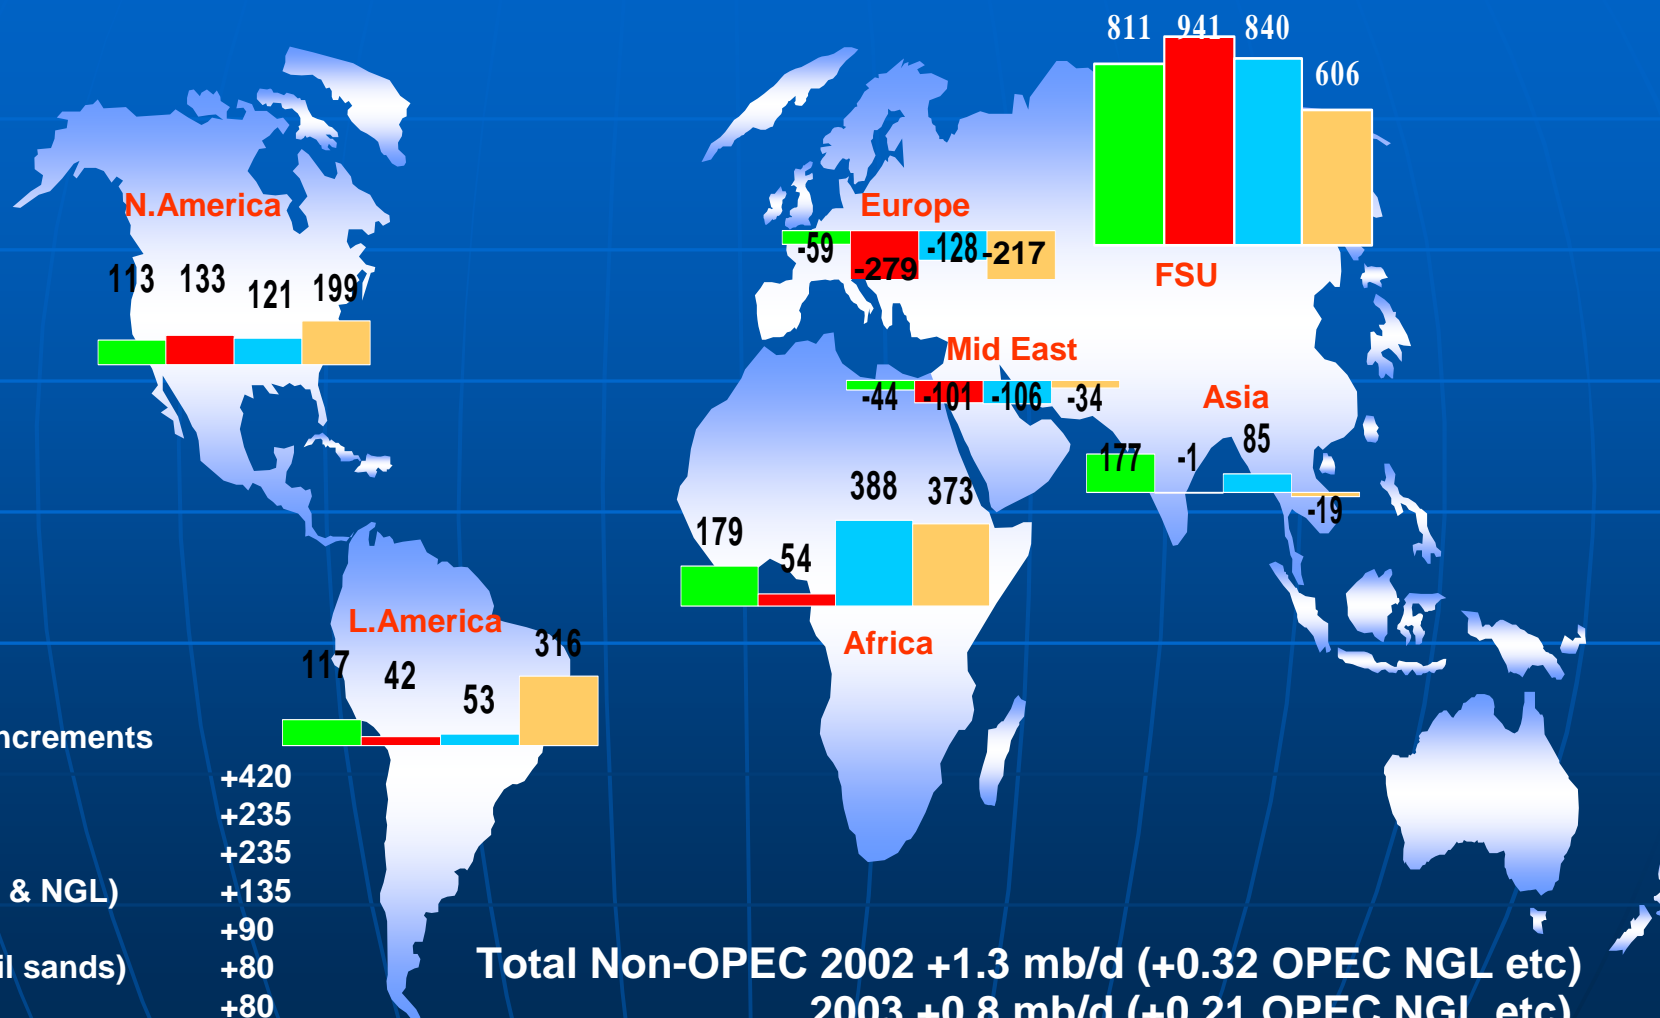 811 941 840
606
N.America
Europe
-59 -279 -128 -217
FSU
113 133 121 199
Mid East
-44 -101 -106 -34
Asia
177 -1 85 -19
388 373
179 54
Africa
L.America
117 42 53 316
ncrements
+420
+235
+235
& NGL) +135
+90
il sands) +80
+80
Total Non-OPEC 2002 +1.3 mb/d (+0.32 OPEC NGL etc)
2003 +0.8 mb/d (+0.21 OPEC NGL etc)